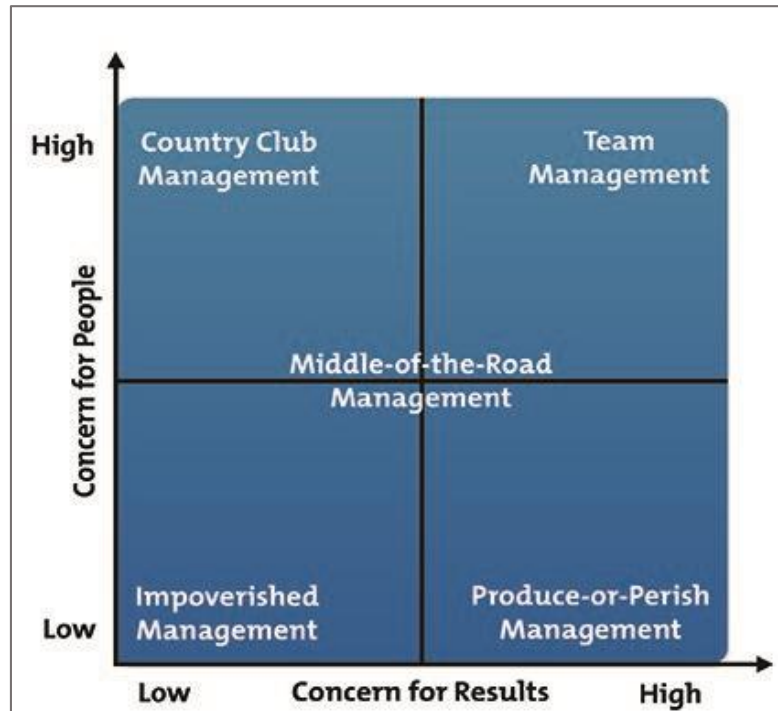 High
Country Club
Management
Team
Management
Concern for People
Middle-of-the-Road
Management
Impoverished
Management
Produce-or-Perish
Management
Low
Low
Concern for Results
High